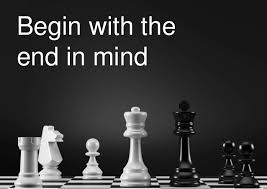 Begin with the
end in mind